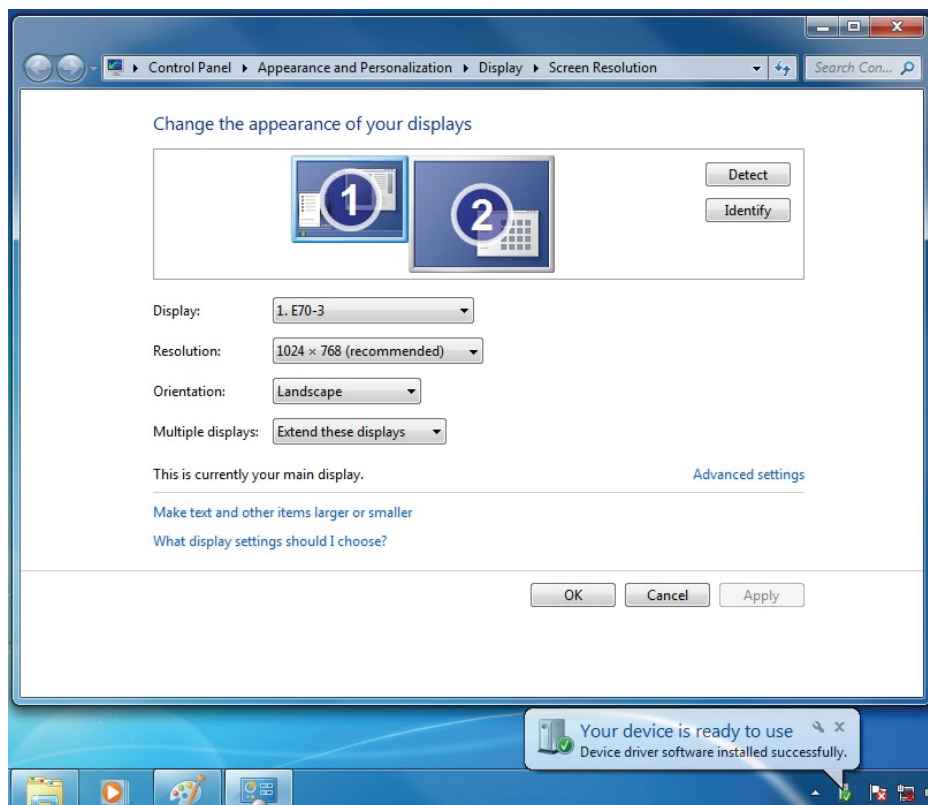 Control Panel Appearance and Personalization Display Screen Resolution Search Con...
Change the appearance of your displays
1
2
Detect
Identify
Display: 1. E70-3
Resolution: 1024 × 768 (recommended)
Orientation: Landscape
Multiple displays: Extend these displays
This is currently your main display. Advanced settings
Make text and other items larger or smaller
What display settings should I choose?
OK Cancel Apply
Your device is ready to use
Device driver software installed successfully.